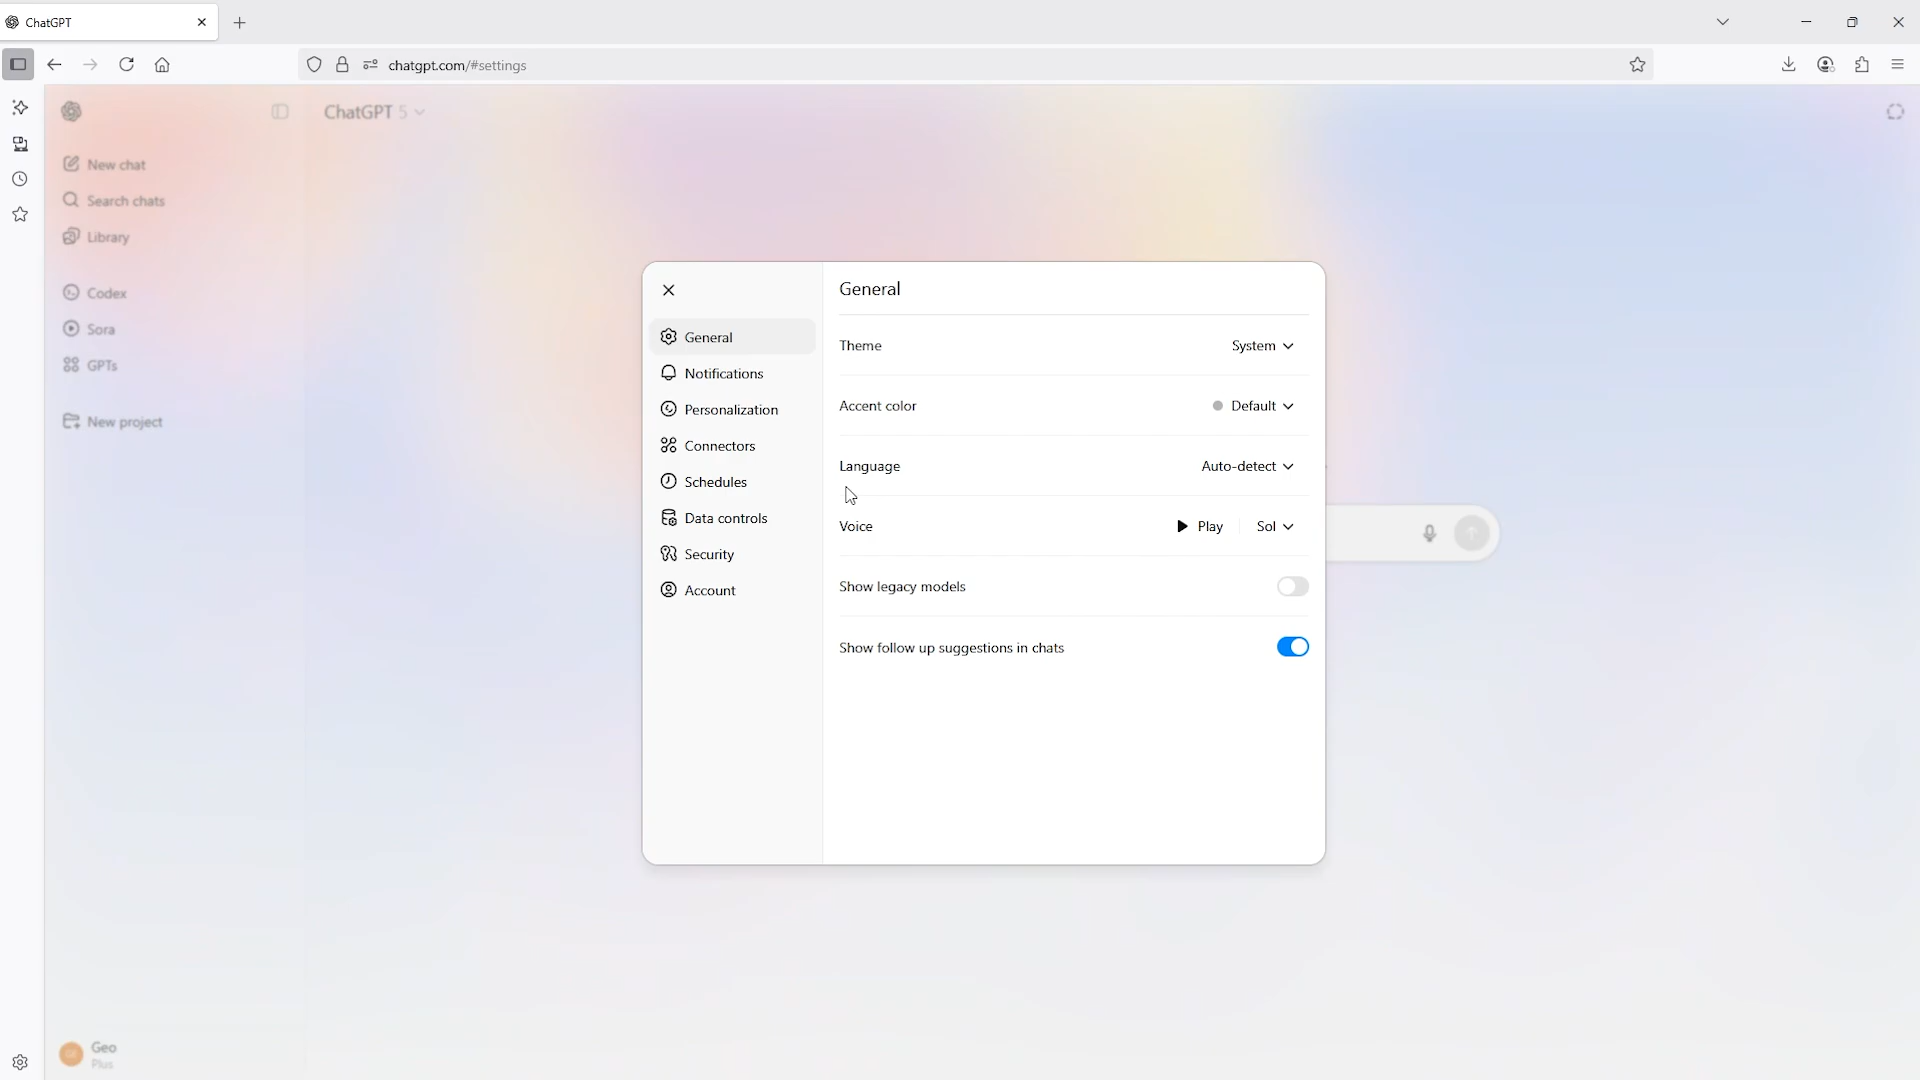 ChatGPT
chatgpt.com/#settings
ChatGPT 5
New chat
Search chats
Library
Codex
Sora
GPTs
New project
General
Notifications
Personalization
Connectors
Schedules
Data controls
Security
Account
General
Theme System
Accent color Default
Language Auto-detect
Voice Play Sol
Show legacy models
Show follow up suggestions in chats
GE Geo
Plus